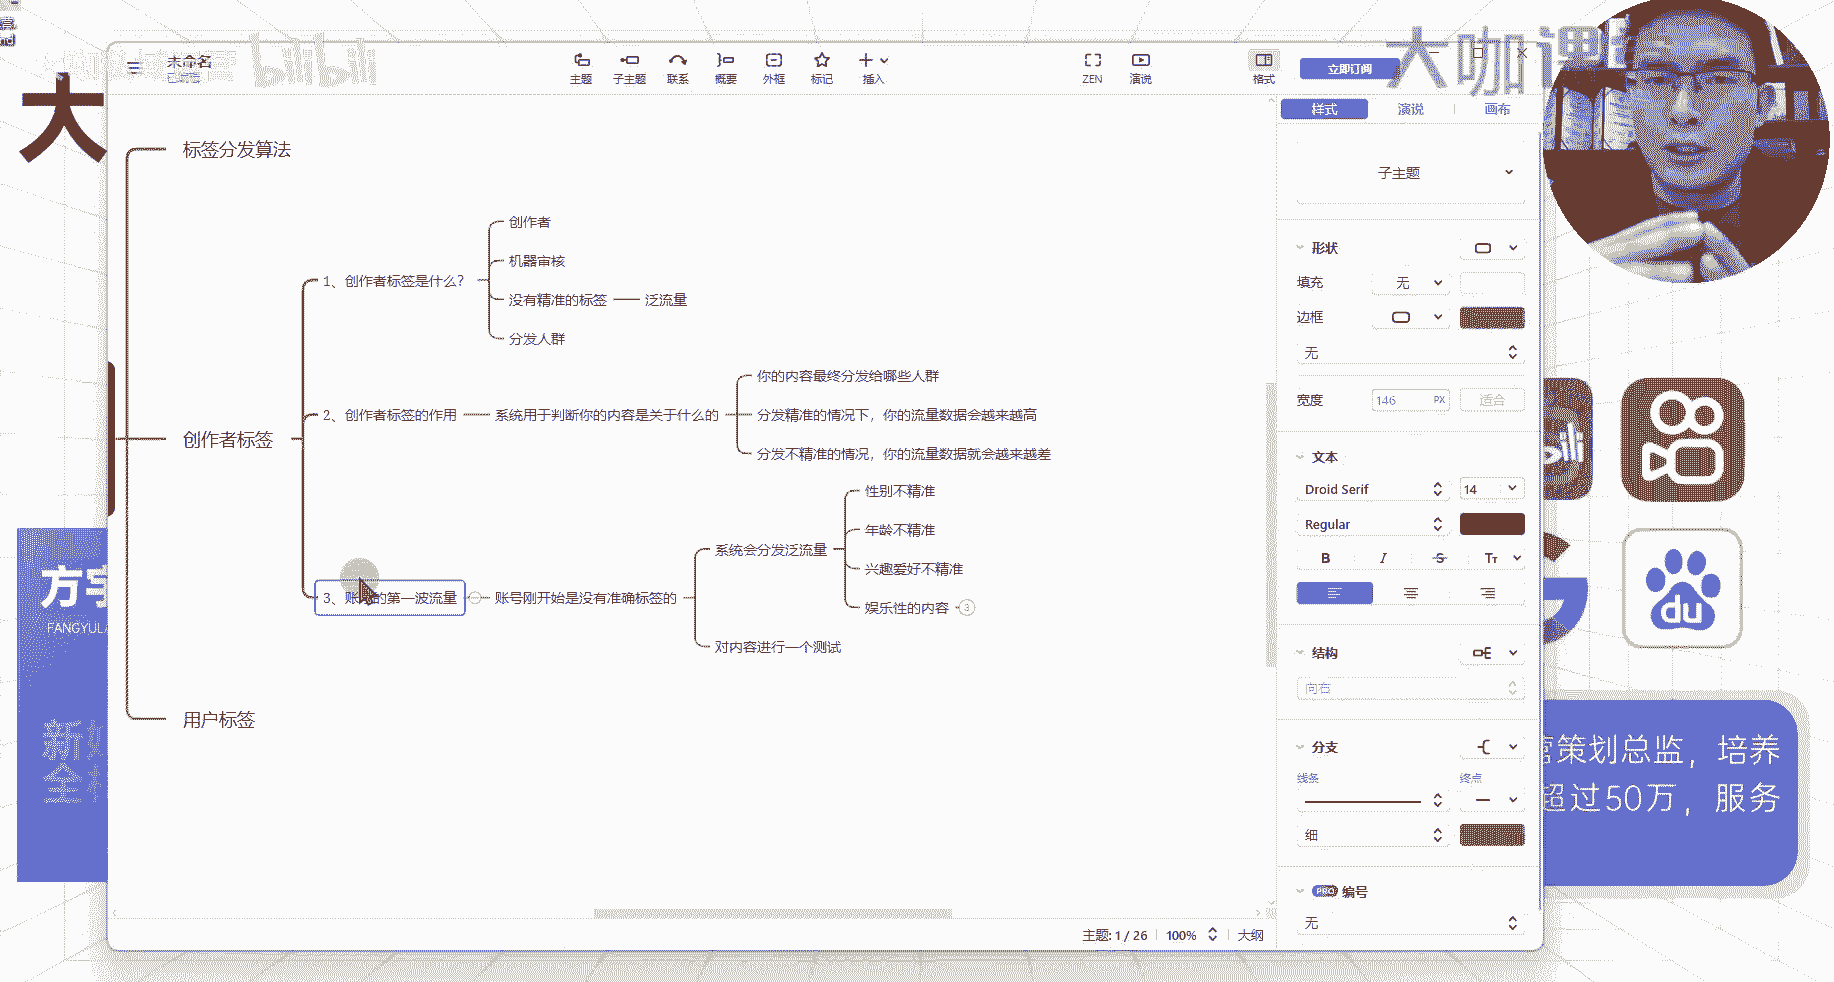 大
bilibili
大咖课
未命名
主题
子主题
联系
概要
外框
标记
插入
ZEN
演说
格式
立即订阅
样式
演说
画布
标签分发算法
创作者标签
用户标签
1、创作者标签是什么？
创作者
机器审核
没有精准的标签
泛流量
分发人群
2、创作者标签的作用
系统用于判断你的内容是关于什么的
你的内容最终分发给哪些人群
分发精准的情况下，你的流量数据会越来越高
分发不精准的情况，你的流量数据就会越来越差
的第一波流量
3、
账号刚开始是没有准确标签的
系统会分发泛流量
性别不精准
年龄不精准
兴趣爱好不精准
娱乐性的内容
3
对内容进行一个测试
子主题
形状
填充
无
边框
无
宽度
146
PX
适合
文本
Droid Serif
14
Regular
B
I
S
Tт
结构
向右
分支
线条
终点
细
PRO
编号
无
主题: 1 / 26
100%
大纲
FANGYUL
du
营策划总监，培养
超过50万，服务